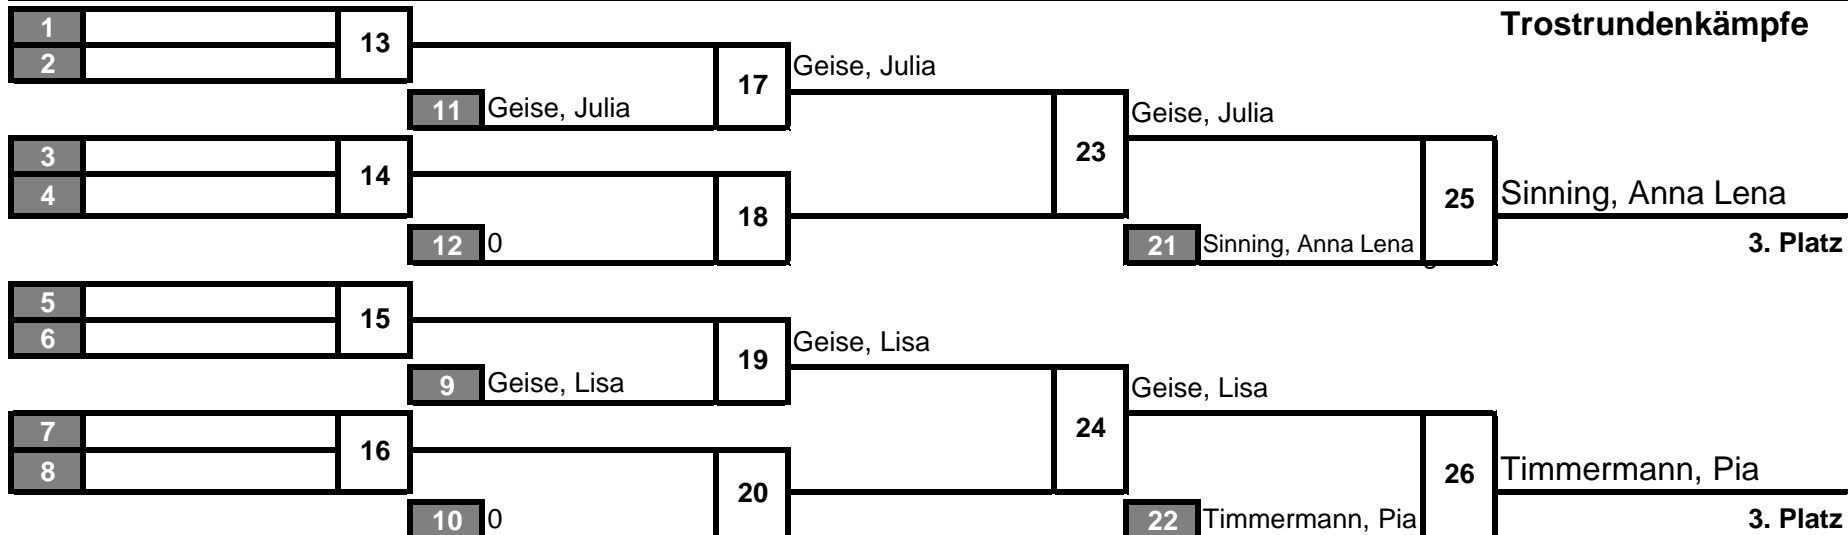 Trostrundenkämpfe
1
13
2
Geise, Julia
17
11 Geise, Julia
Geise, Julia
3
23
14
4
25 Sinning, Anna Lena
18
12 0
21 Sinning, Anna Lena
3. Platz
5
15
6
Geise, Lisa
19
9 Geise, Lisa
Geise, Lisa
7
24
16
8
26 Timmermann, Pia
20
10 0
22 Timmermann, Pia
3. Platz